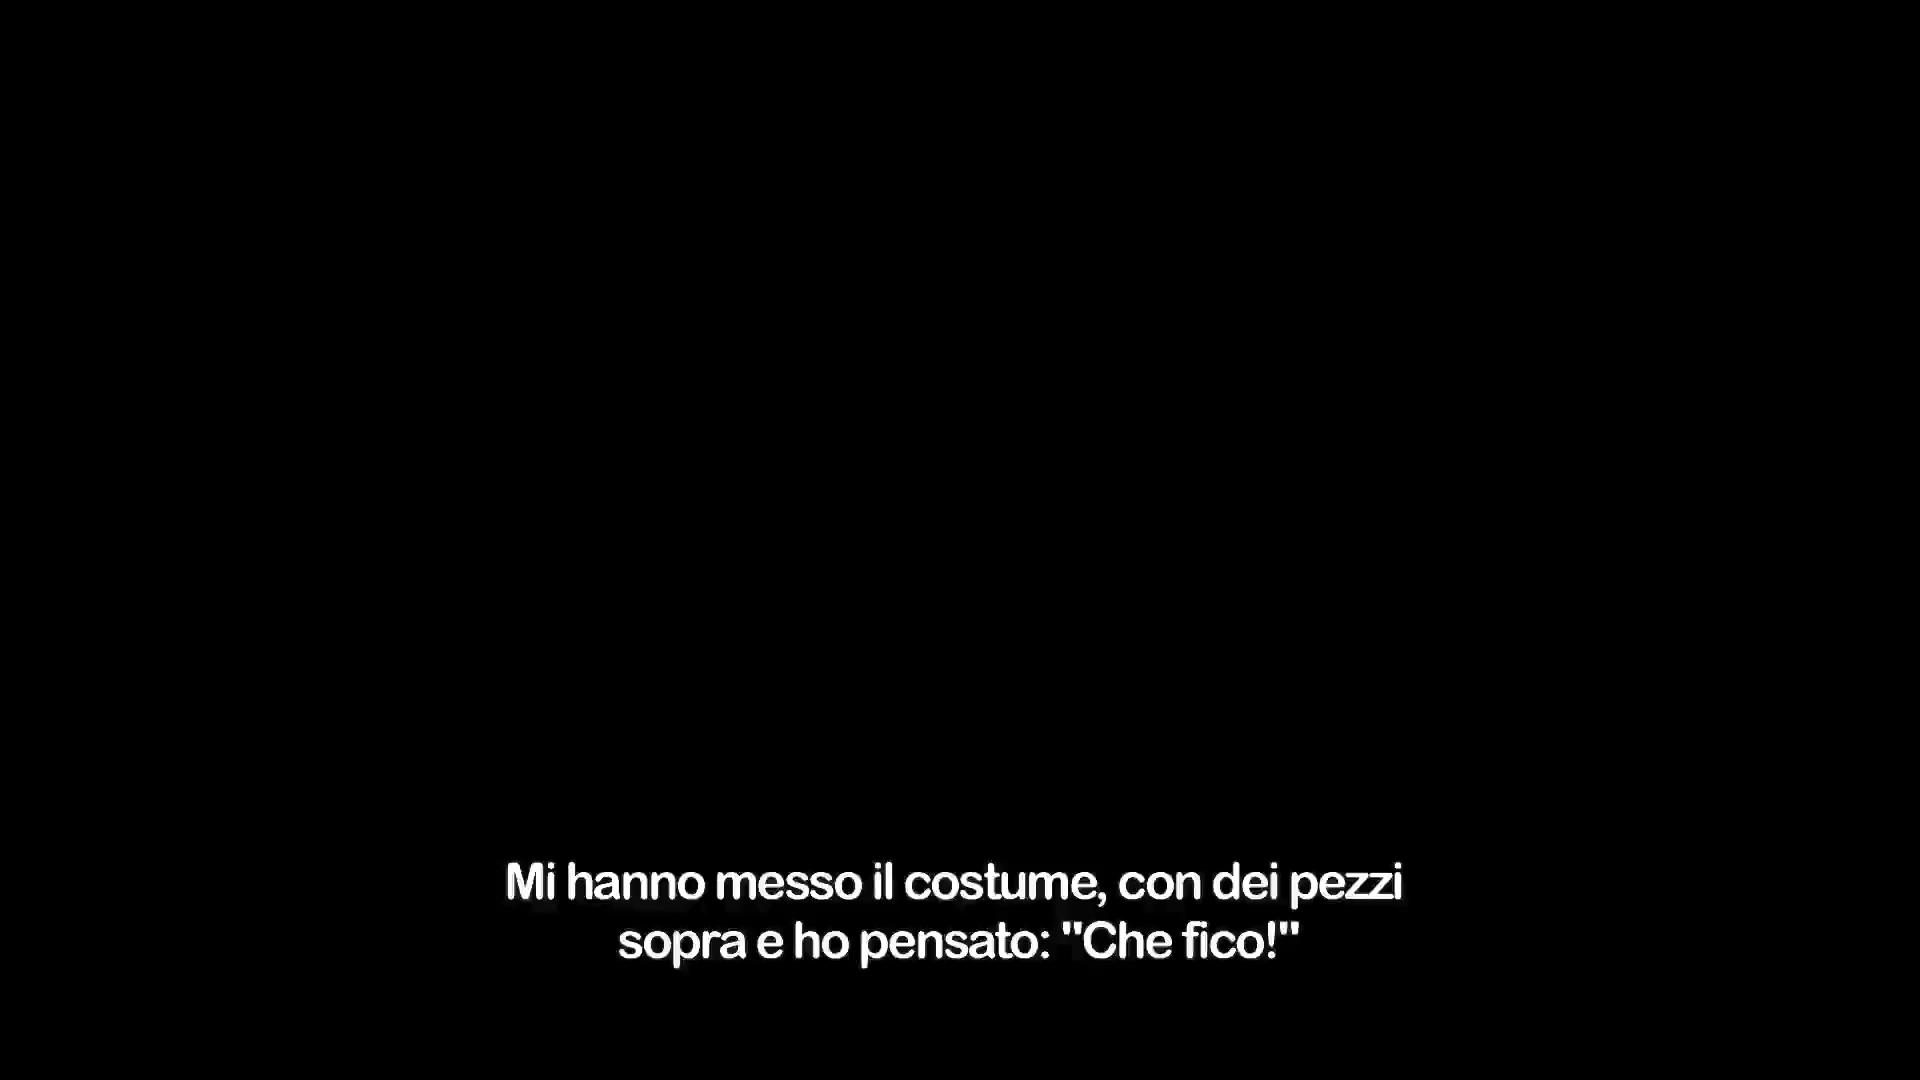 Mi hanno messo il costume, con dei pezzi
sopra e ho pensato: "Che fico!"